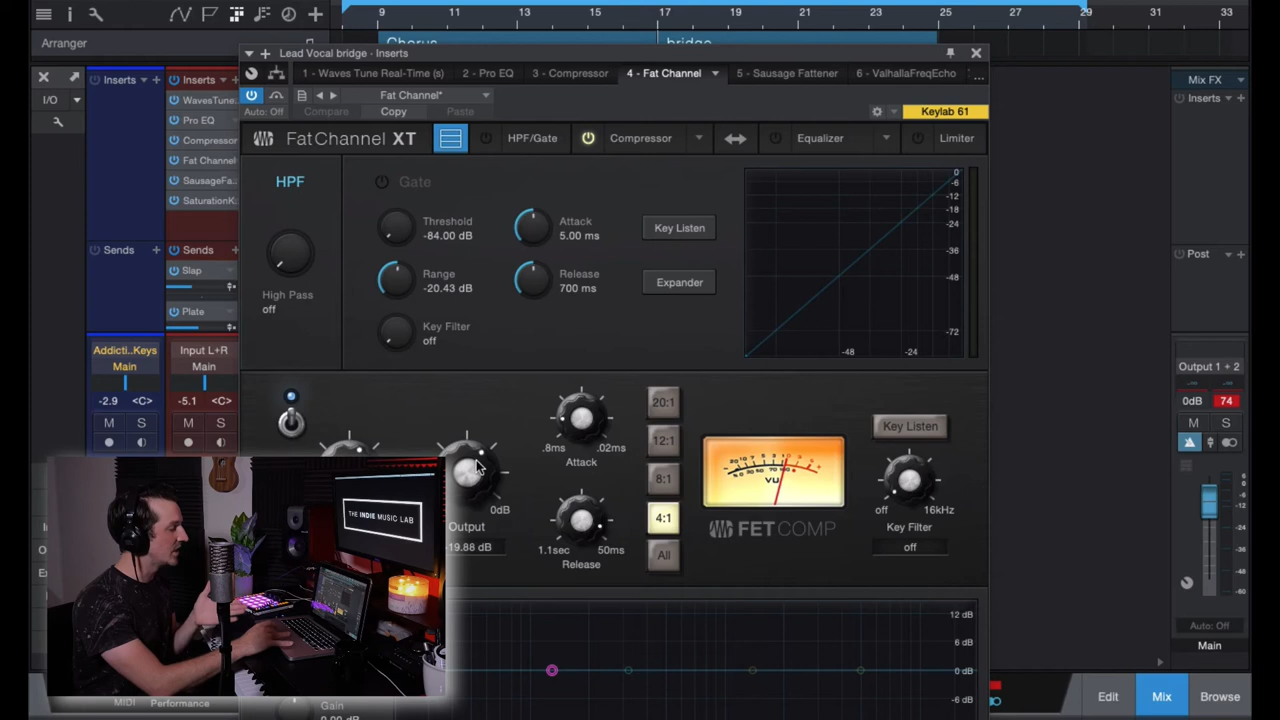 9 11 13 15 17 19 21 23 25 27 29 31 33
Arranger
Chorus bridge
Lead Vocal bridge - Inserts
Inserts
Inserts
1 - Waves Tune Real-Time (s) 2 - Pro EQ 3 - Compressor 4 - Fat Channel 5 - Sausage Fattener 6 - ValhallaFreqEcho ...
Mix FX
I/O
WavesTune..
Fat Channel*
Inserts
Auto: Off
Compare Copy Paste
Keylab 61
Pro EQ
Compressor
FatChannel XT
HPF/Gate
Compressor
Equalizer
Limiter
Fat Channel
SausageFa..
SaturationK..
HPF
Gate
Threshold
-84.00 dB
Attack
5.00 ms
Key Listen
Range
-20.43 dB
Release
700 ms
Expander
High Pass
off
Key Filter
off
0
-6
-12
-18
-24
-36
-48
-72
-48 -24
Sends
Sends
Slap
Plate
Post
Addicti..Keys
Main
-2.9 <C>
M S
Input L+R
Main
-5.1 <C>
M S
Output 1 + 2
0dB 74
M S
0dB
Output
-19.88 dB
.8ms .02ms
Attack
1.1sec 50ms
Release
20:1
12:1
8:1
4:1
All
VU
FETCOMP
Key Listen
off 16kHz
Key Filter
off
THE INDIE MUSIC LAB
12 dB
6 dB
0 dB
-6 dB
Gain
0.00 dB
Auto: Off
Main
MIDI Performance
Edit Mix Browse